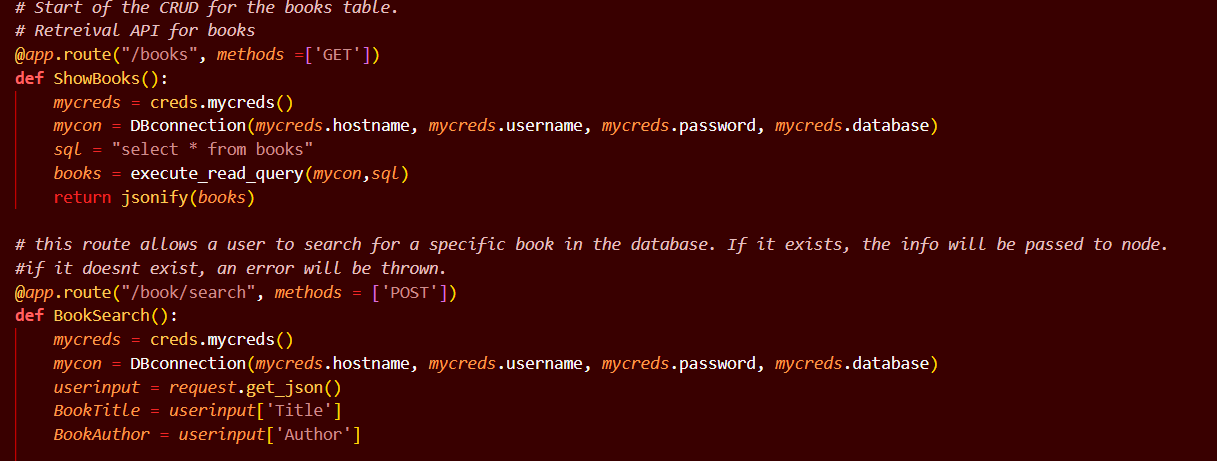 # Start of the CRUD for the books table.
# Retreival API for books
@app.route("/books", methods =['GET'])
def ShowBooks():
    mycreds = creds.mycreds()
    mycon = DBconnection(mycreds.hostname, mycreds.username, mycreds.password, mycreds.database)
    sql = "select * from books"
    books = execute_read_query(mycon,sql)
    return jsonify(books)

# this route allows a user to search for a specific book in the database. If it exists, the info will be passed to node.
#if it doesnt exist, an error will be thrown.
@app.route("/book/search", methods = ['POST'])
def BookSearch():
    mycreds = creds.mycreds()
    mycon = DBconnection(mycreds.hostname, mycreds.username, mycreds.password, mycreds.database)
    userinput = request.get_json()
    BookTitle = userinput['Title']
    BookAuthor = userinput['Author']